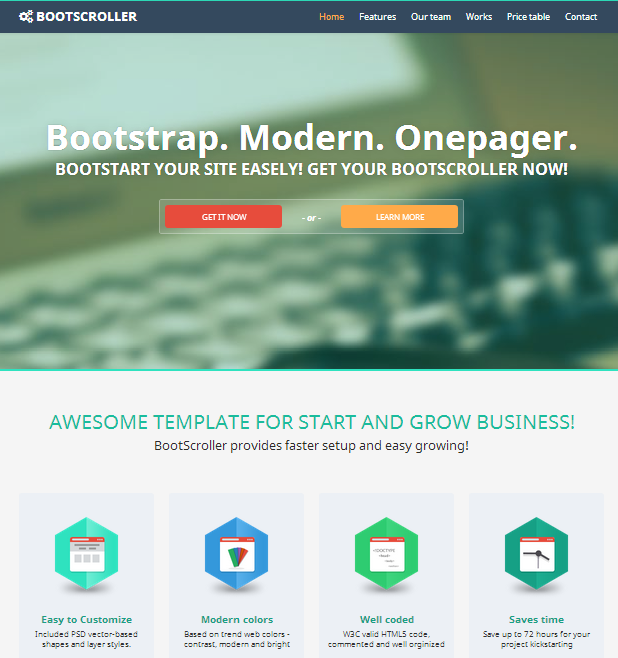 BOOTSCROLLER
Home Features Our team Works Price table Contact
Bootstrap. Modern. Onepager.
BOOTSTART YOUR SITE EASELY! GET YOUR BOOTSCROLLER NOW!
GET IT NOW - or - LEARN MORE
AWESOME TEMPLATE FOR START AND GROW BUSINESS!
BootScroller provides faster setup and easy growing!
Easy to Customize
Included PSD vector-based
shapes and layer styles.
Modern colors
Based on trend web colors -
contrast, modern and bright
Well coded
W3C valid HTML5 code,
commented and well orginized
Saves time
Save up to 72 hours for your
project kickstarting